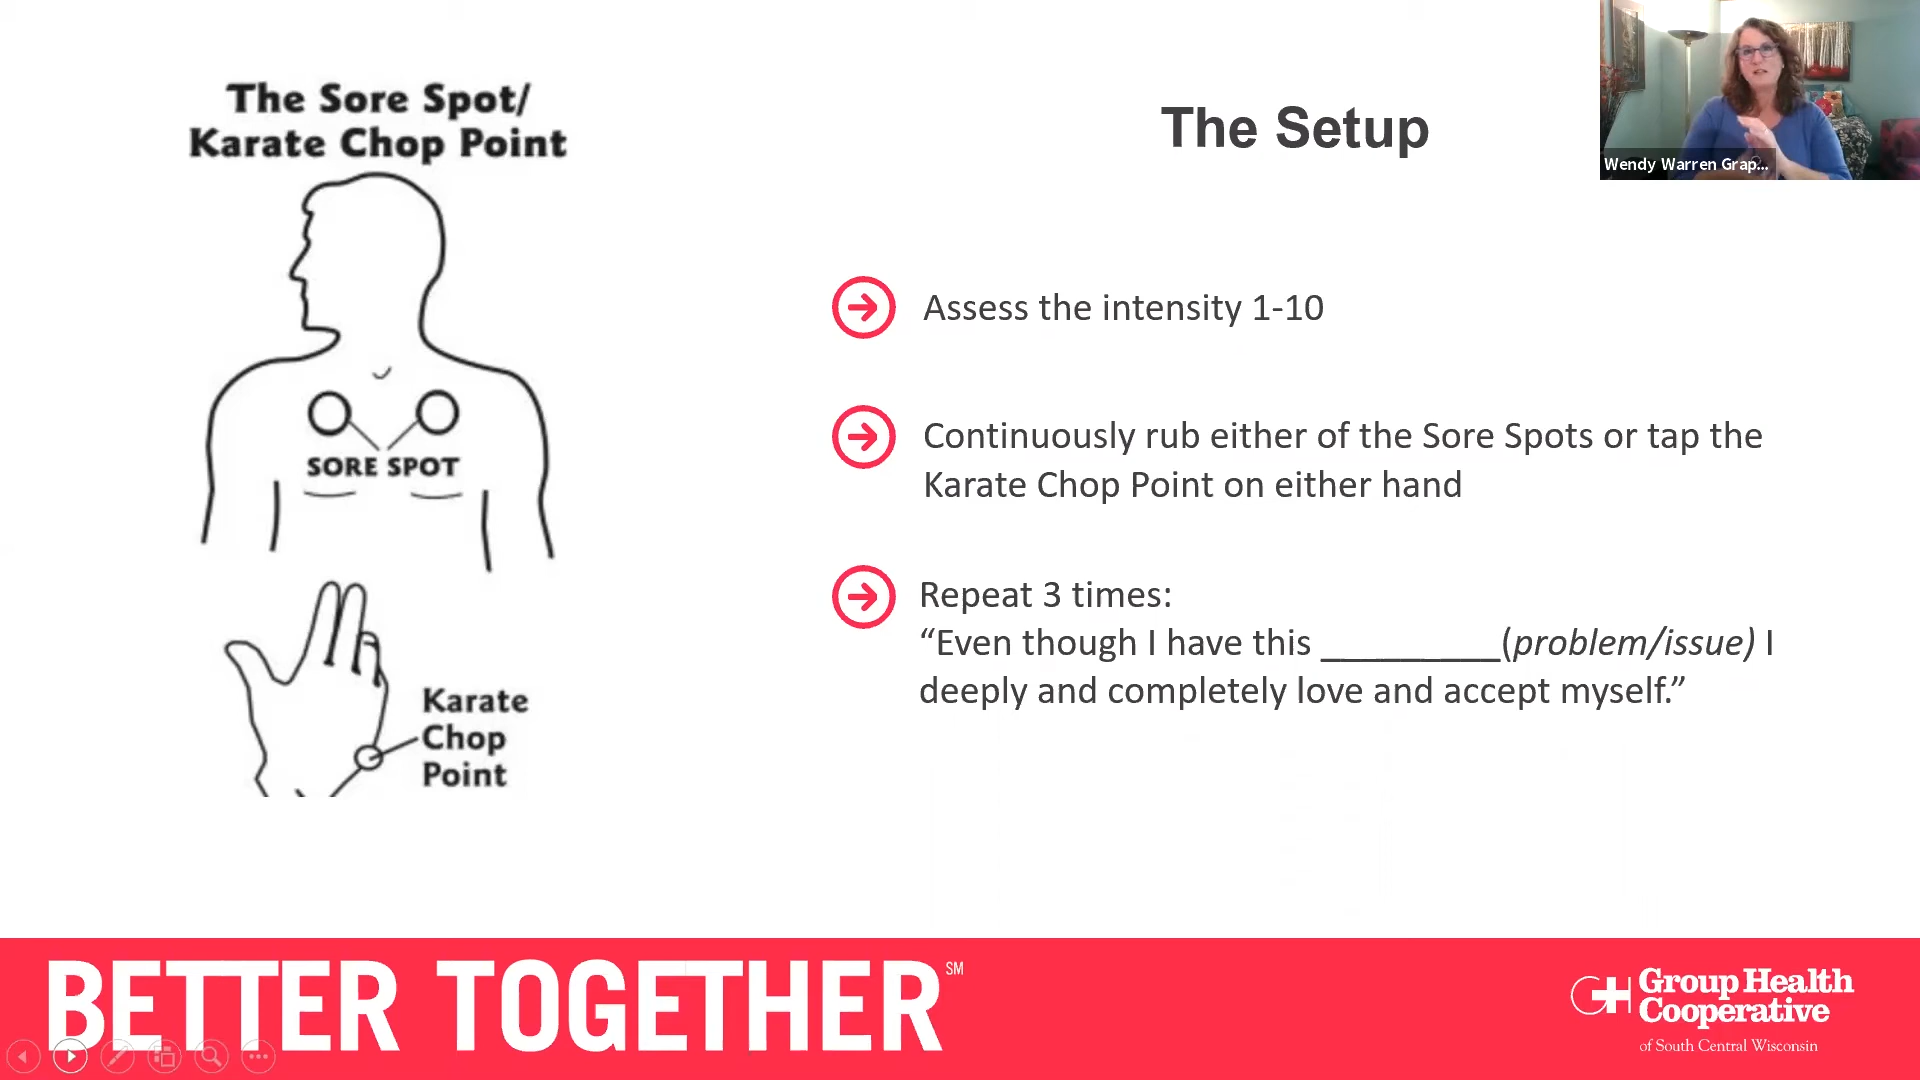 The Sore Spot/
Karate Chop Point
SORE SPOT
Karate
Chop
Point
The Setup
Wendy Warren Grap...
Assess the intensity 1-10
Continuously rub either of the Sore Spots or tap the
Karate Chop Point on either hand
Repeat 3 times:
“Even though I have this _________(problem/issue) I
deeply and completely love and accept myself.”
BETTER TOGETHER SM
Group Health
Cooperative
of South Central Wisconsin